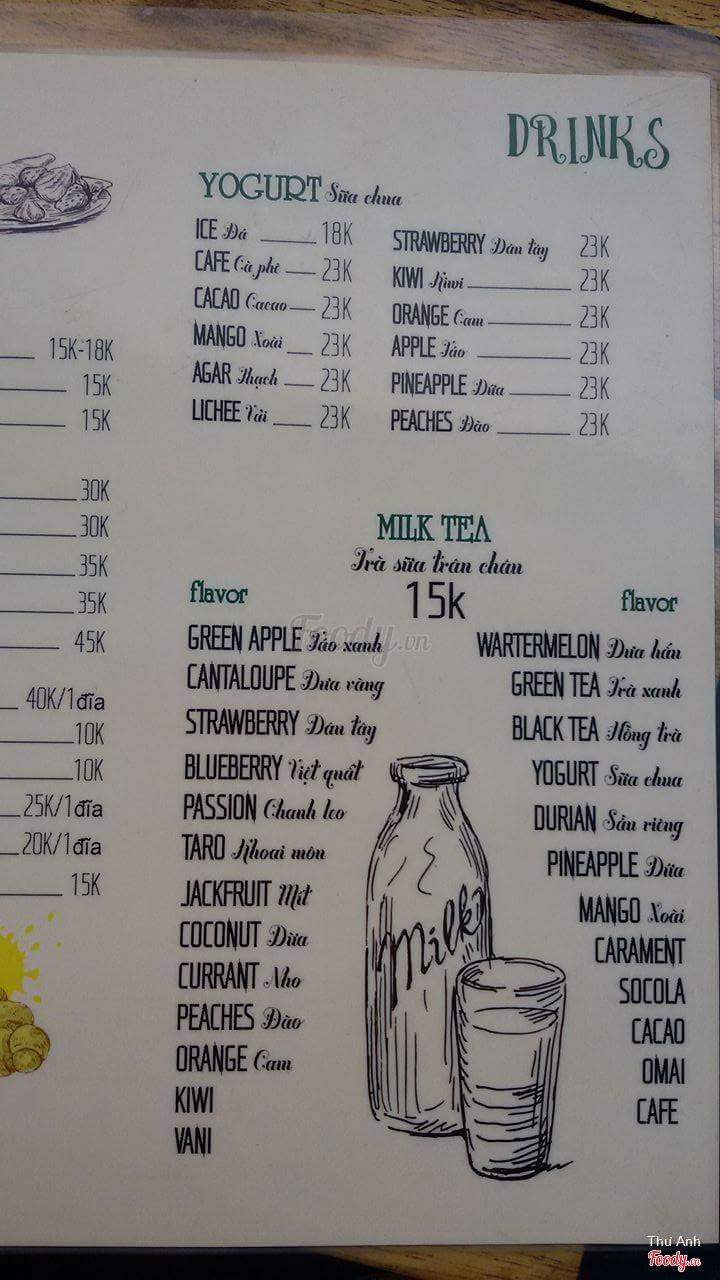 DRINKS
YOGURT Sữa chua
ICE Đá 18K
CAFE Cà phê 23K
CACAO Cacao 23K
MANGO Xoài 23K
AGAR Thạch 23K
LICHEE Vải 23K
STRAWBERRY Dâu tây 23K
KIWI Kiwi 23K
ORANGE Cam 23K
APPLE Táo 23K
PINEAPPLE Dứa 23K
PEACHES Đào 23K
15K-18K
15K
15K
30K
30K
35K
35K
45K
40K/1đĩa
10K
10K
25K/1đĩa
20K/1đĩa
15K
MILK TEA
Trà sữa trân châu
15k
flavor
GREEN APPLE Táo xanh
CANTALOUPE Dưa vàng
STRAWBERRY Dâu tây
BLUEBERRY Việt quất
PASSION Chanh leo
TARO Khoai môn
JACKFRUIT Mít
COCONUT Dừa
CURRANT Nho
PEACHES Đào
ORANGE Cam
KIWI
VANI
flavor
WARTERMELON Dưa hấu
GREEN TEA Trà xanh
BLACK TEA Hồng trà
YOGURT Sữa chua
DURIAN Sầu riêng
PINEAPPLE Dứa
MANGO Xoài
CARAMENT
SOCOLA
CACAO
OMAI
CAFE
Milk
Foody.vn
Thu Anh
Foody.vn